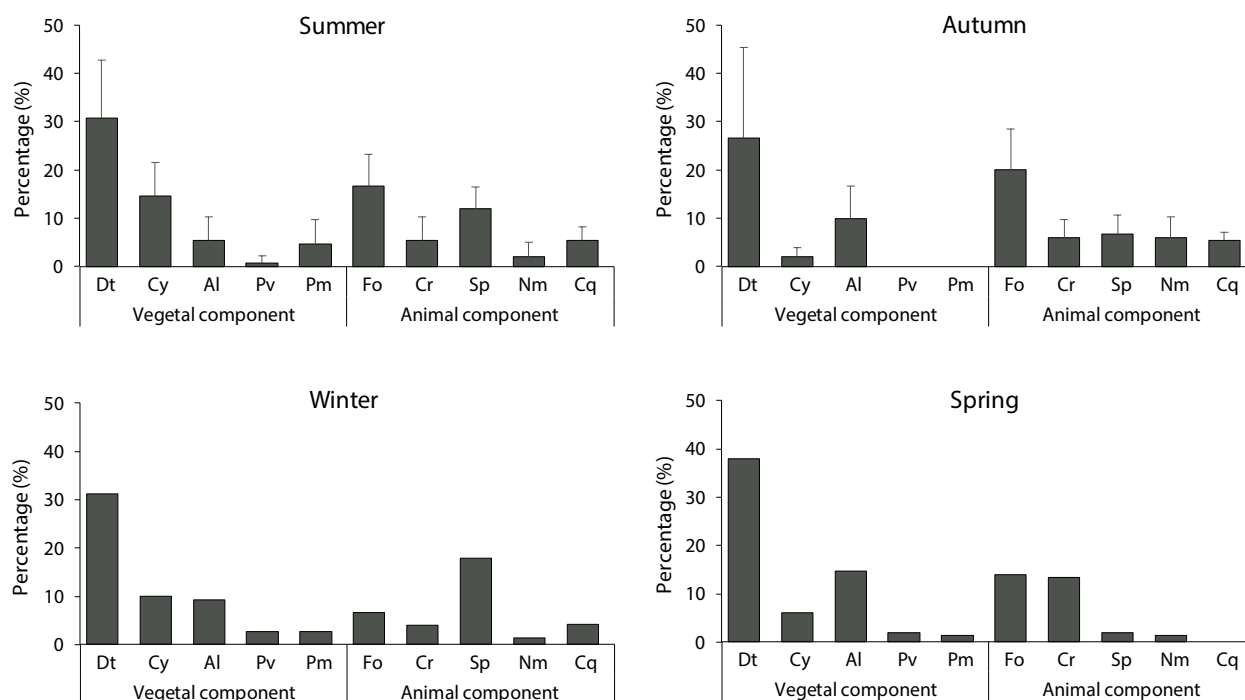 Summer
Percentage (%)
50
40
30
20
10
0
Dt Cy Al Pv Pm Fo Cr Sp Nm Cq
Vegetal component Animal component
Autumn
Percentage (%)
50
40
30
20
10
0
Dt Cy Al Pv Pm Fo Cr Sp Nm Cq
Vegetal component Animal component
Winter
Percentage (%)
50
40
30
20
10
0
Dt Cy Al Pv Pm Fo Cr Sp Nm Cq
Vegetal component Animal component
Spring
Percentage (%)
50
40
30
20
10
0
Dt Cy Al Pv Pm Fo Cr Sp Nm Cq
Vegetal component Animal component